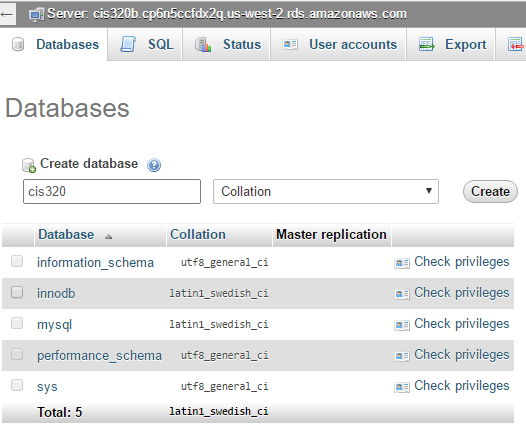 Server: cis320b.cp6n5ccfdx2q.us-west-2.rds.amazonaws.com
Databases SQL Status User accounts Export
Databases
Create database
cis320 Collation Create
Database Collation Master replication
information_schema utf8_general_ci Check privileges
innodb latin1_swedish_ci Check privileges
mysql latin1_swedish_ci Check privileges
performance_schema utf8_general_ci Check privileges
sys utf8_general_ci Check privileges
Total: 5 latin1_swedish_ci